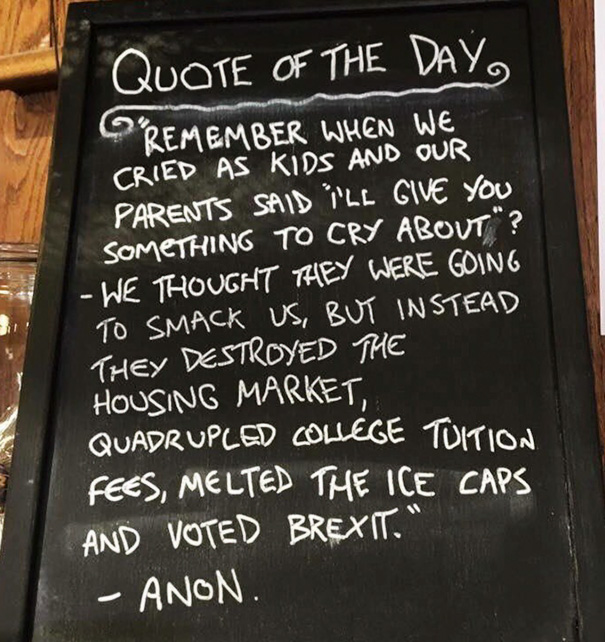 QUOTE OF THE DAY
"REMEMBER WHEN WE
CRIED AS KIDS AND OUR
PARENTS SAID "I'LL GIVE YOU
SOMETHING TO CRY ABOUT"?
- WE THOUGHT THEY WERE GOING
TO SMACK US, BUT INSTEAD
THEY DESTROYED THE
HOUSING MARKET,
QUADRUPLED COLLEGE TUITION
FEES, MELTED THE ICE CAPS
AND VOTED BREXIT."
- ANON.